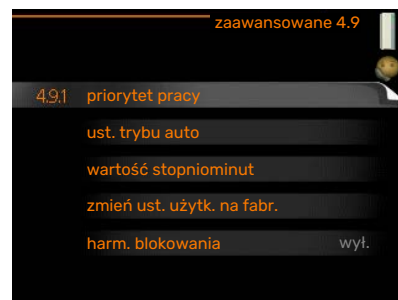 zaawansowane 4.9
4.9.1 priorytet pracy
ust. trybu auto
wartość stopniominut
zmień ust. użytk. na fabr.
harm. blokowania wył.